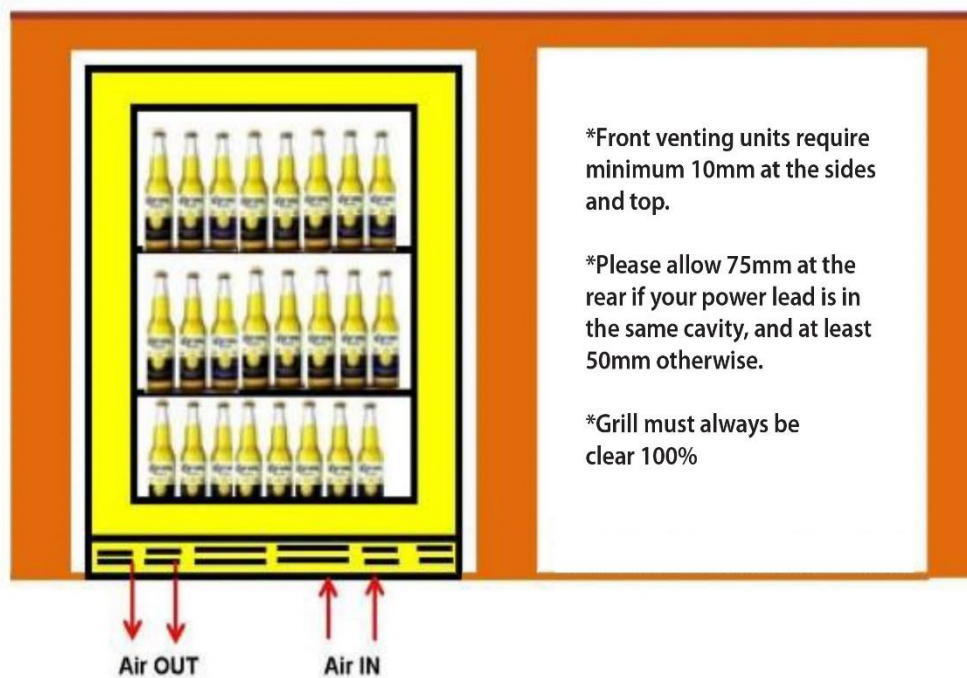 *Front venting units require
minimum 10mm at the sides
and top.
*Please allow 75mm at the
rear if your power lead is in
the same cavity, and at least
50mm otherwise.
*Grill must always be
clear 100%
Air OUT
Air IN